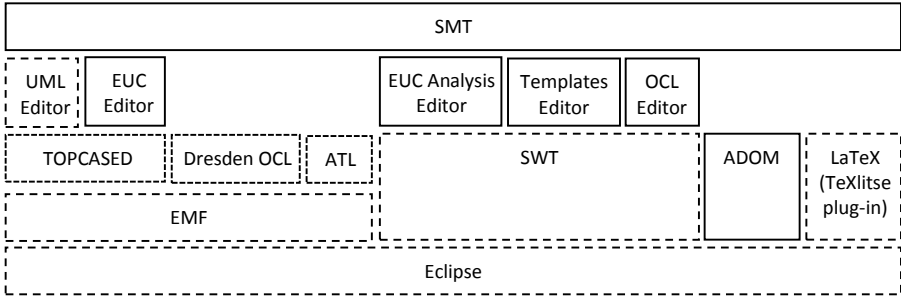 SMT
UML
Editor
EUC
Editor
EUC Analysis
Editor
Templates
Editor
OCL
Editor
TOPCASED
Dresden OCL
ATL
SWT
ADOM
LaTeX
(TeXlitse
plug-in)
EMF
Eclipse